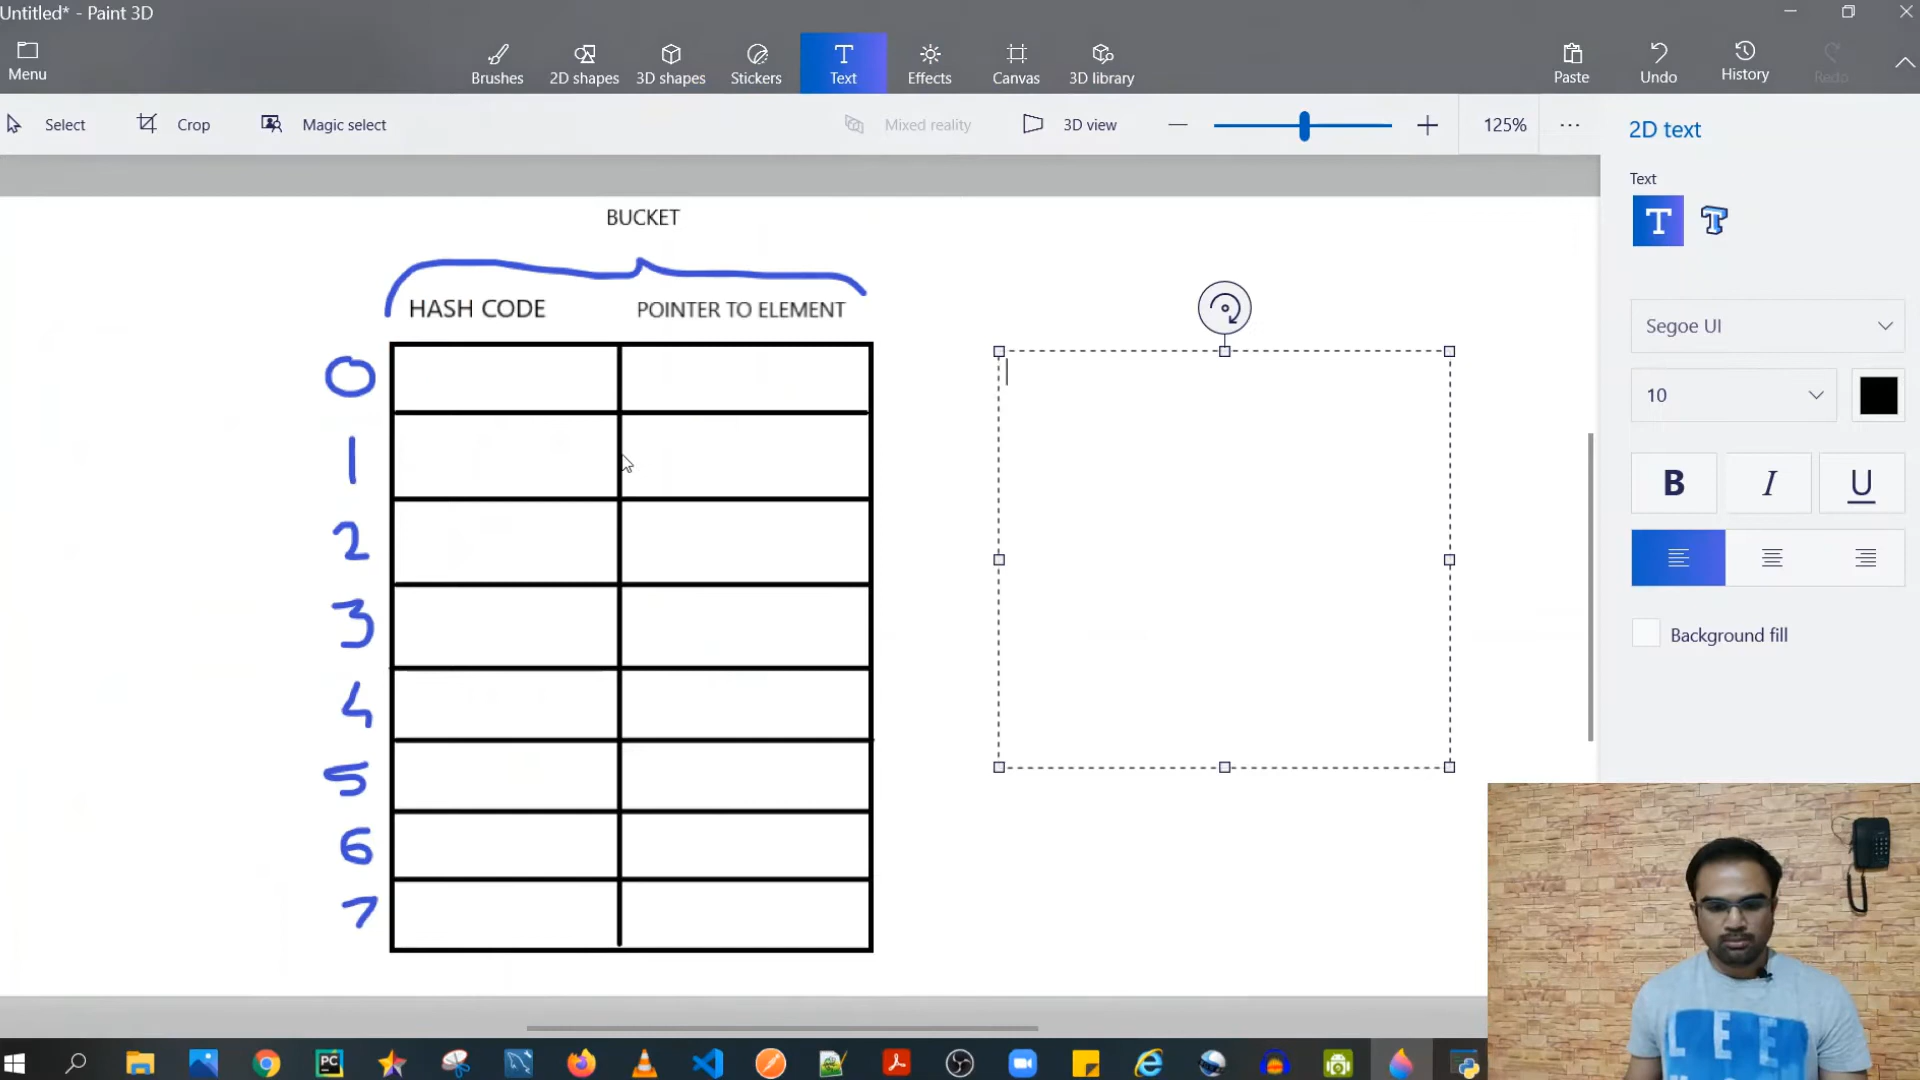 Untitled* - Paint 3D
Menu
Brushes
2D shapes
3D shapes
Stickers
Text
Effects
Canvas
3D library
Paste
Undo
History
Redo
Select
Crop
Magic select
Mixed reality
3D view
125%
2D text
Text
T
T
Segoe UI
10
B
I
U
Background fill
BUCKET
HASH CODE
POINTER TO ELEMENT
0
1
2
3
4
5
6
7
PC
LEE